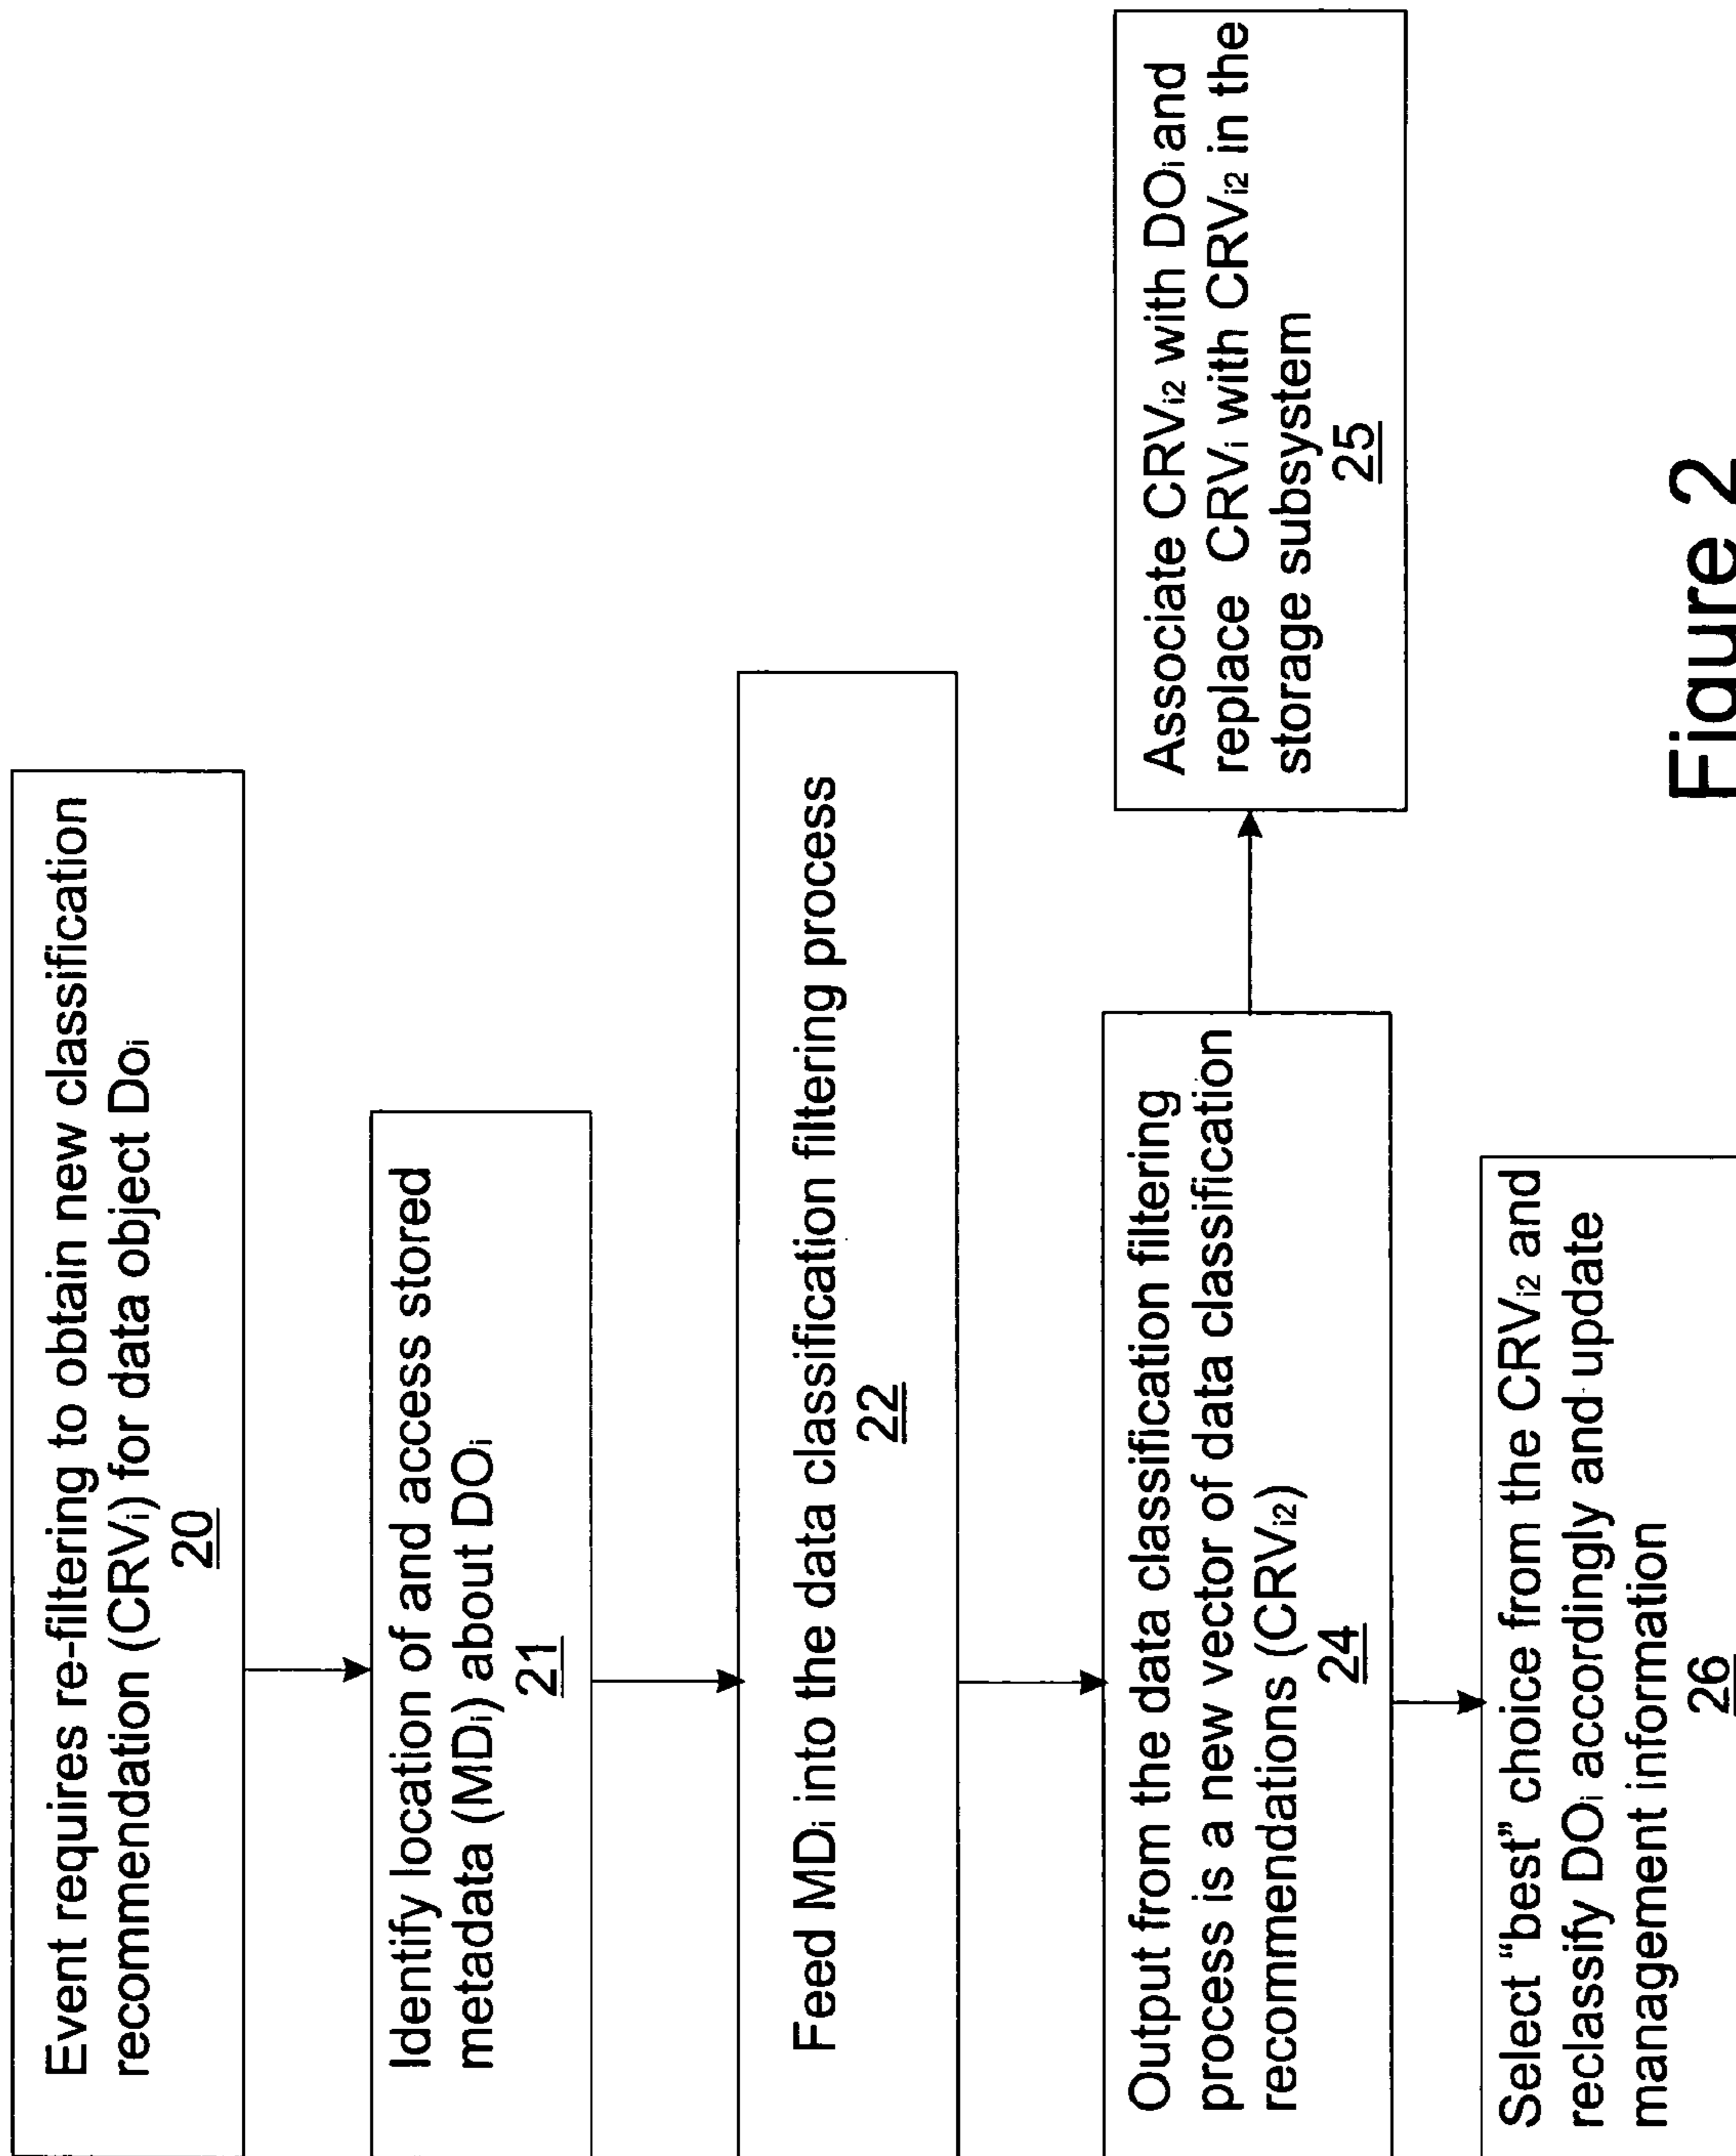 Event requires re-filtering to obtain new classification
recommendation (CRVi) for data object Doi
20
Identify location of and access stored
metadata (MDi) about DOi
21
Feed MDi into the data classification filtering process
22
Output from the data classification filtering
process is a new vector of data classification
recommendations (CRVi2)
24
Associate CRVi2 with DOi and
replace CRVi with CRVi2 in the
storage subsystem
25
Select “best” choice from the CRVi2 and
reclassify DOi accordingly and update
management information
26
Figure 2